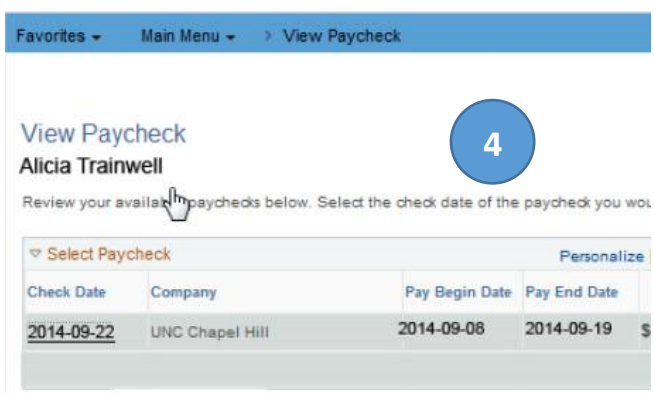 Favorites Main Menu > View Paycheck
View Paycheck
4
Alicia Trainwell
Review your paychecks below. Select the check date of the paycheck you
Select Paycheck Personalize
Check Date Company Pay Begin Date Pay End Date
2014-09-22 UNC Chapel Hill 2014-09-08 2014-09-19 $